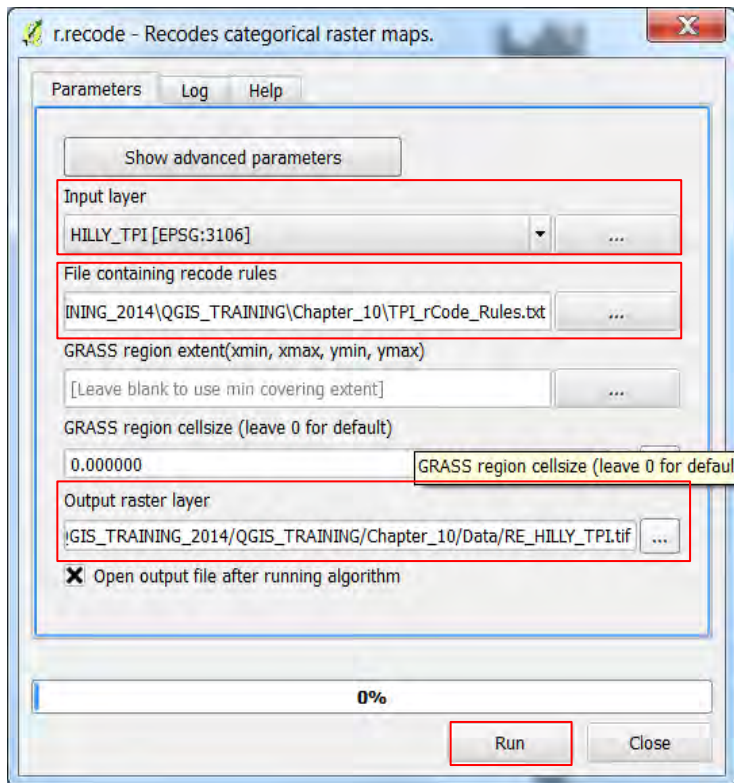 r.recode - Recodes categorical raster maps.
Parameters
Log
Help
Show advanced parameters
Input layer
HILLY_TPI [EPSG:3106]
...
File containing recode rules
INING_2014\QGIS_TRAINING\Chapter_10\TPI_rCode_Rules.txt
...
GRASS region extent(xmin, xmax, ymin, ymax)
[Leave blank to use min covering extent]
...
GRASS region cellsize (leave 0 for default)
0.000000
GRASS region cellsize (leave 0 for defaul
Output raster layer
GIS_TRAINING_2014/QGIS_TRAINING/Chapter_10/Data/RE_HILLY_TPI.tif
...
Open output file after running algorithm
0%
Run
Close